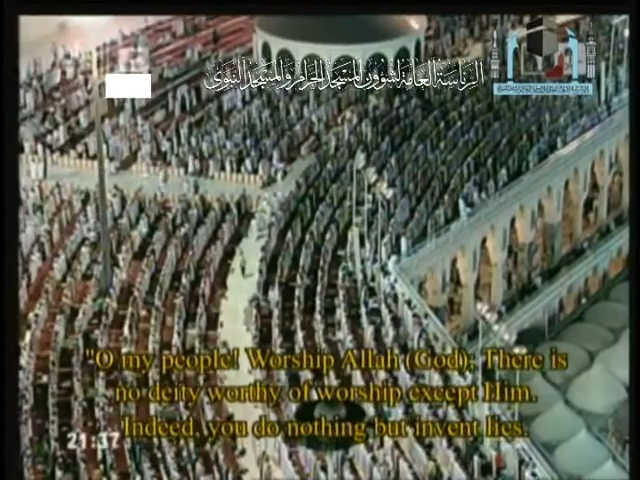 الرئاسة العامة لشؤون المسجد الحرام والمسجد النبوي
"O my people! Worship Allah (God); There is
no deity worthy of worship except Him.
Indeed, you do nothing but invent lies.
21:37